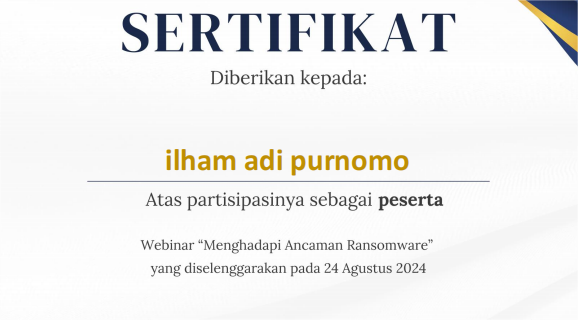 SERTIFIKAT
Diberikan kepada:
ilham adi purnomo
Atas partisipasinya sebagai peserta
Webinar “Menghadapi Ancaman Ransomware”
yang diselenggarakan pada 24 Agustus 2024